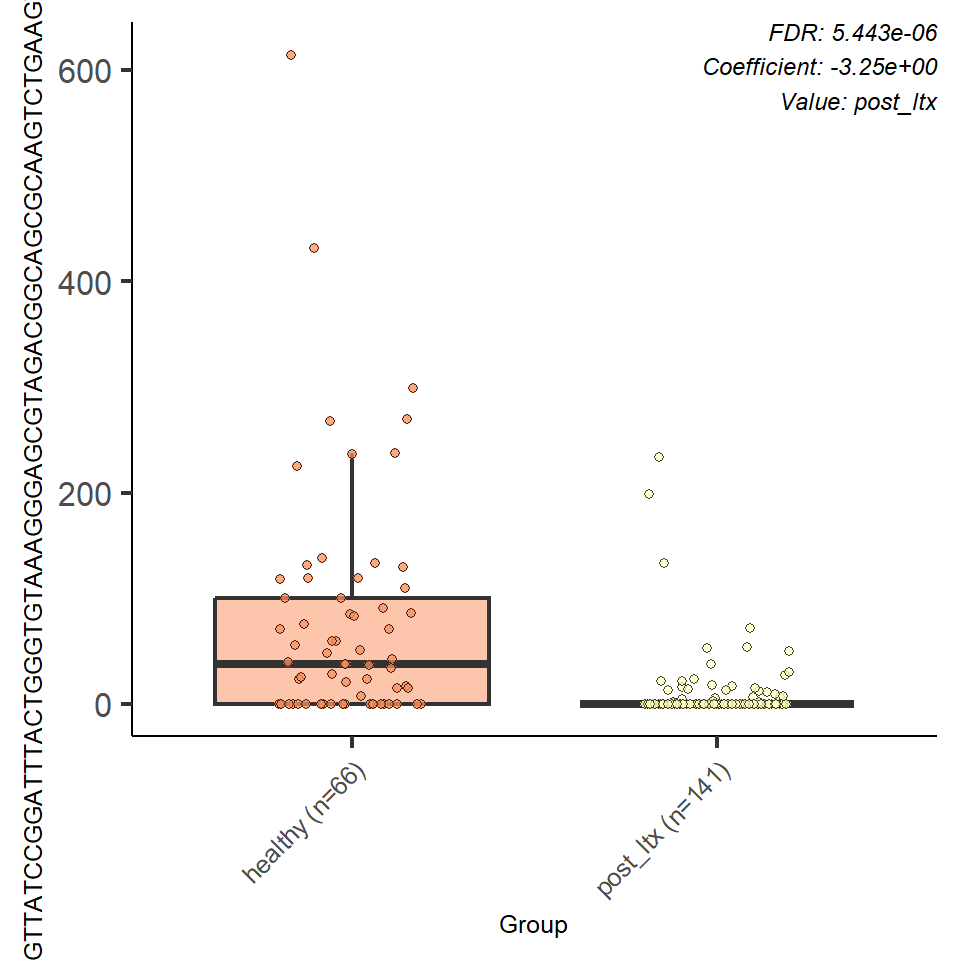 FDR: 5.443e-06
Coefficient: -3.25e+00
Value: post_ltx
600
400
200
0
GTTATCCGGATTTACTGGGTGTAAAGGGAGCGTAGACGGCAGCGCAAGTCTGAAG
healthy (n=66)
post_ltx (n=141)
Group